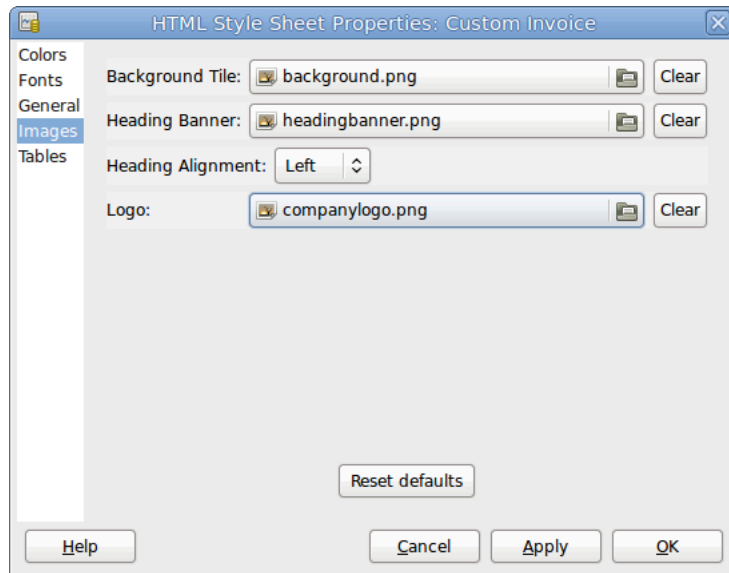 HTML Style Sheet Properties: Custom Invoice
Colors
Fonts
General
Images
Tables
Background Tile: background.png Clear
Heading Banner: headingbanner.png Clear
Heading Alignment: Left
Logo: companylogo.png Clear
Reset defaults
Help Cancel Apply OK